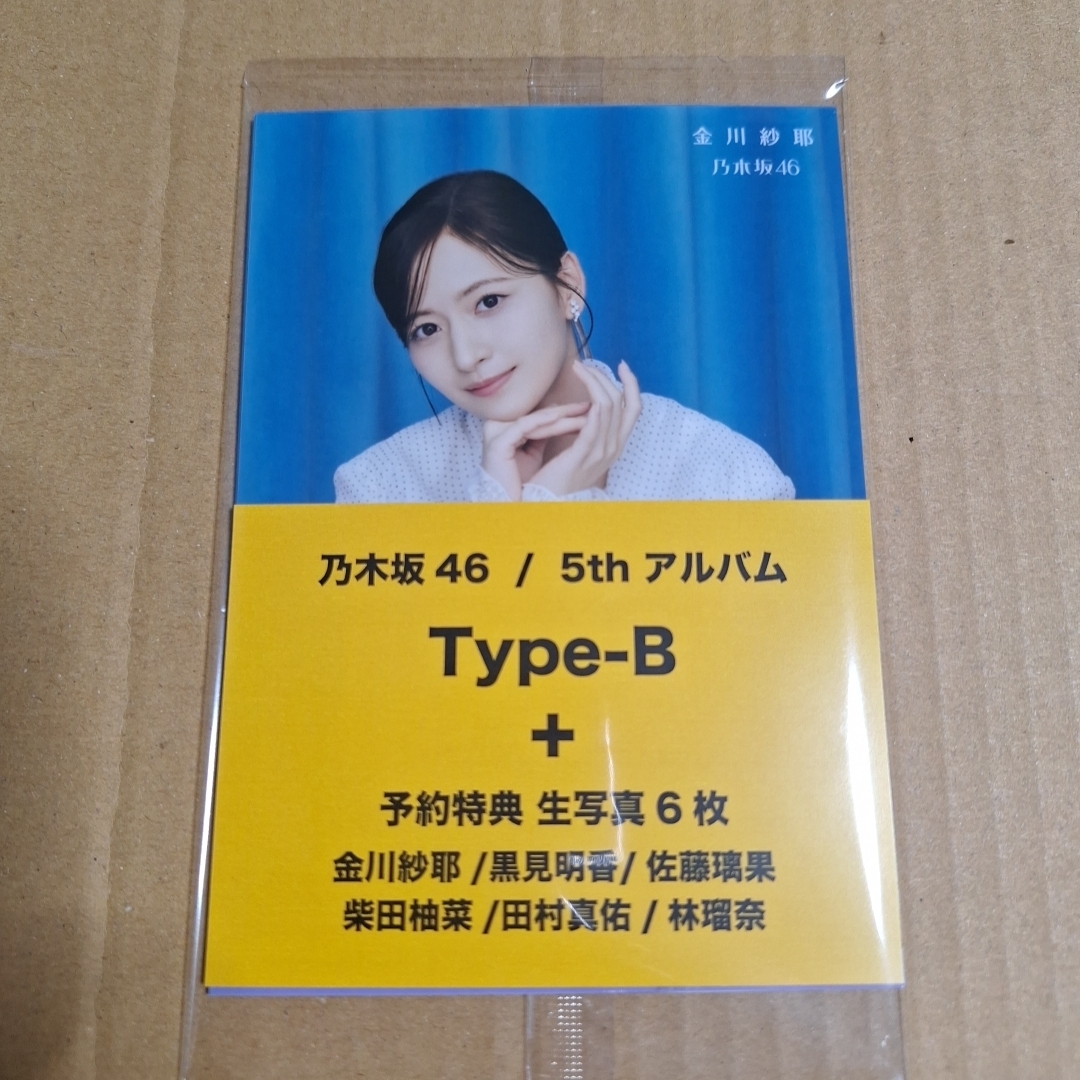 金川紗耶
乃木坂46
乃木坂46 / 5th アルバム
Type-B
+
予約特典 生写真6枚
金川紗耶/黒見明香/佐藤璃果
柴田柚菜/田村真佑/林瑠奈